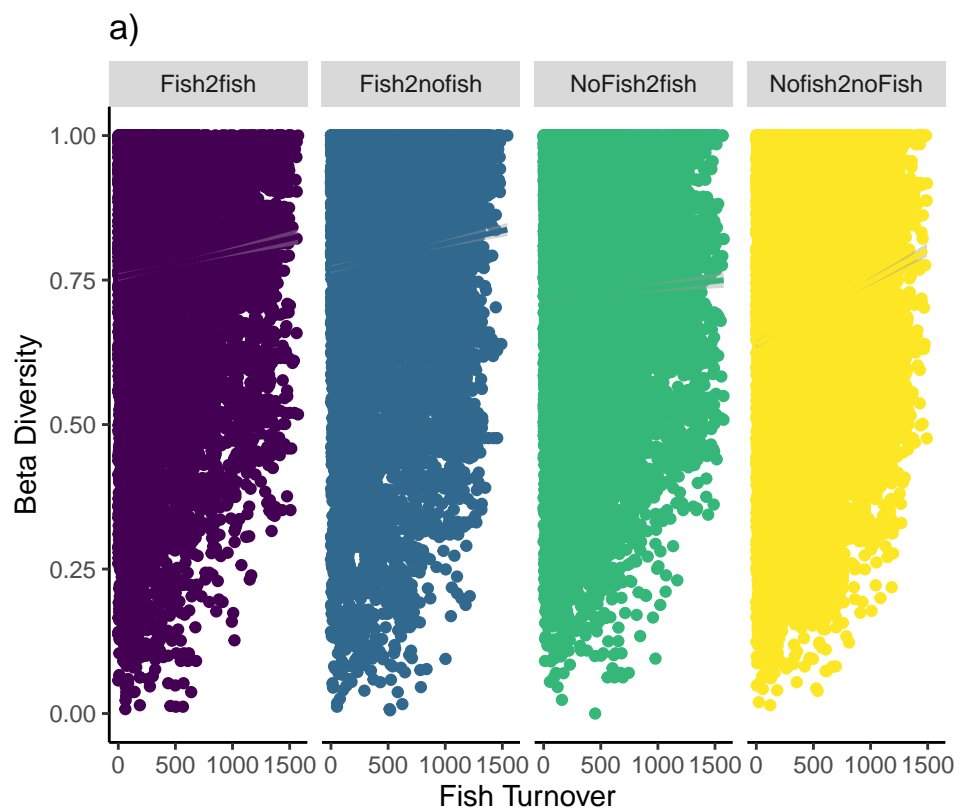 a)
Fish2fish Fish2nofish NoFish2fish Nofish2noFish
1.00
0.75
0.50
0.25
0.00
Beta Diversity
0 500 1000 1500 0 500 1000 1500 0 500 1000 1500 0 500 1000 1500
Fish Turnover